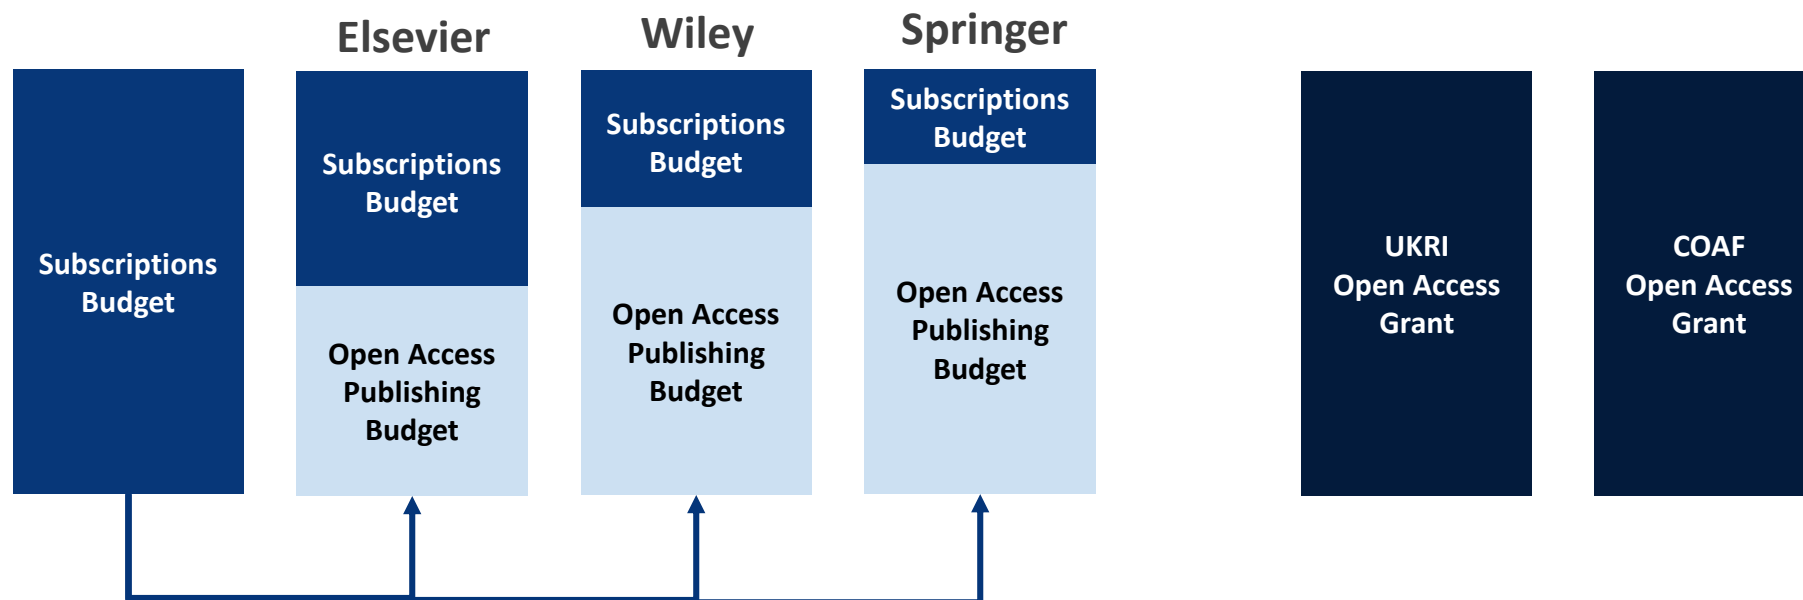 Elsevier
Wiley
Springer
Subscriptions
Budget
Subscriptions
Budget
Open Access
Publishing
Budget
Subscriptions
Budget
Open Access
Publishing
Budget
Subscriptions
Budget
Open Access
Publishing
Budget
UKRI
Open Access
Grant
COAF
Open Access
Grant